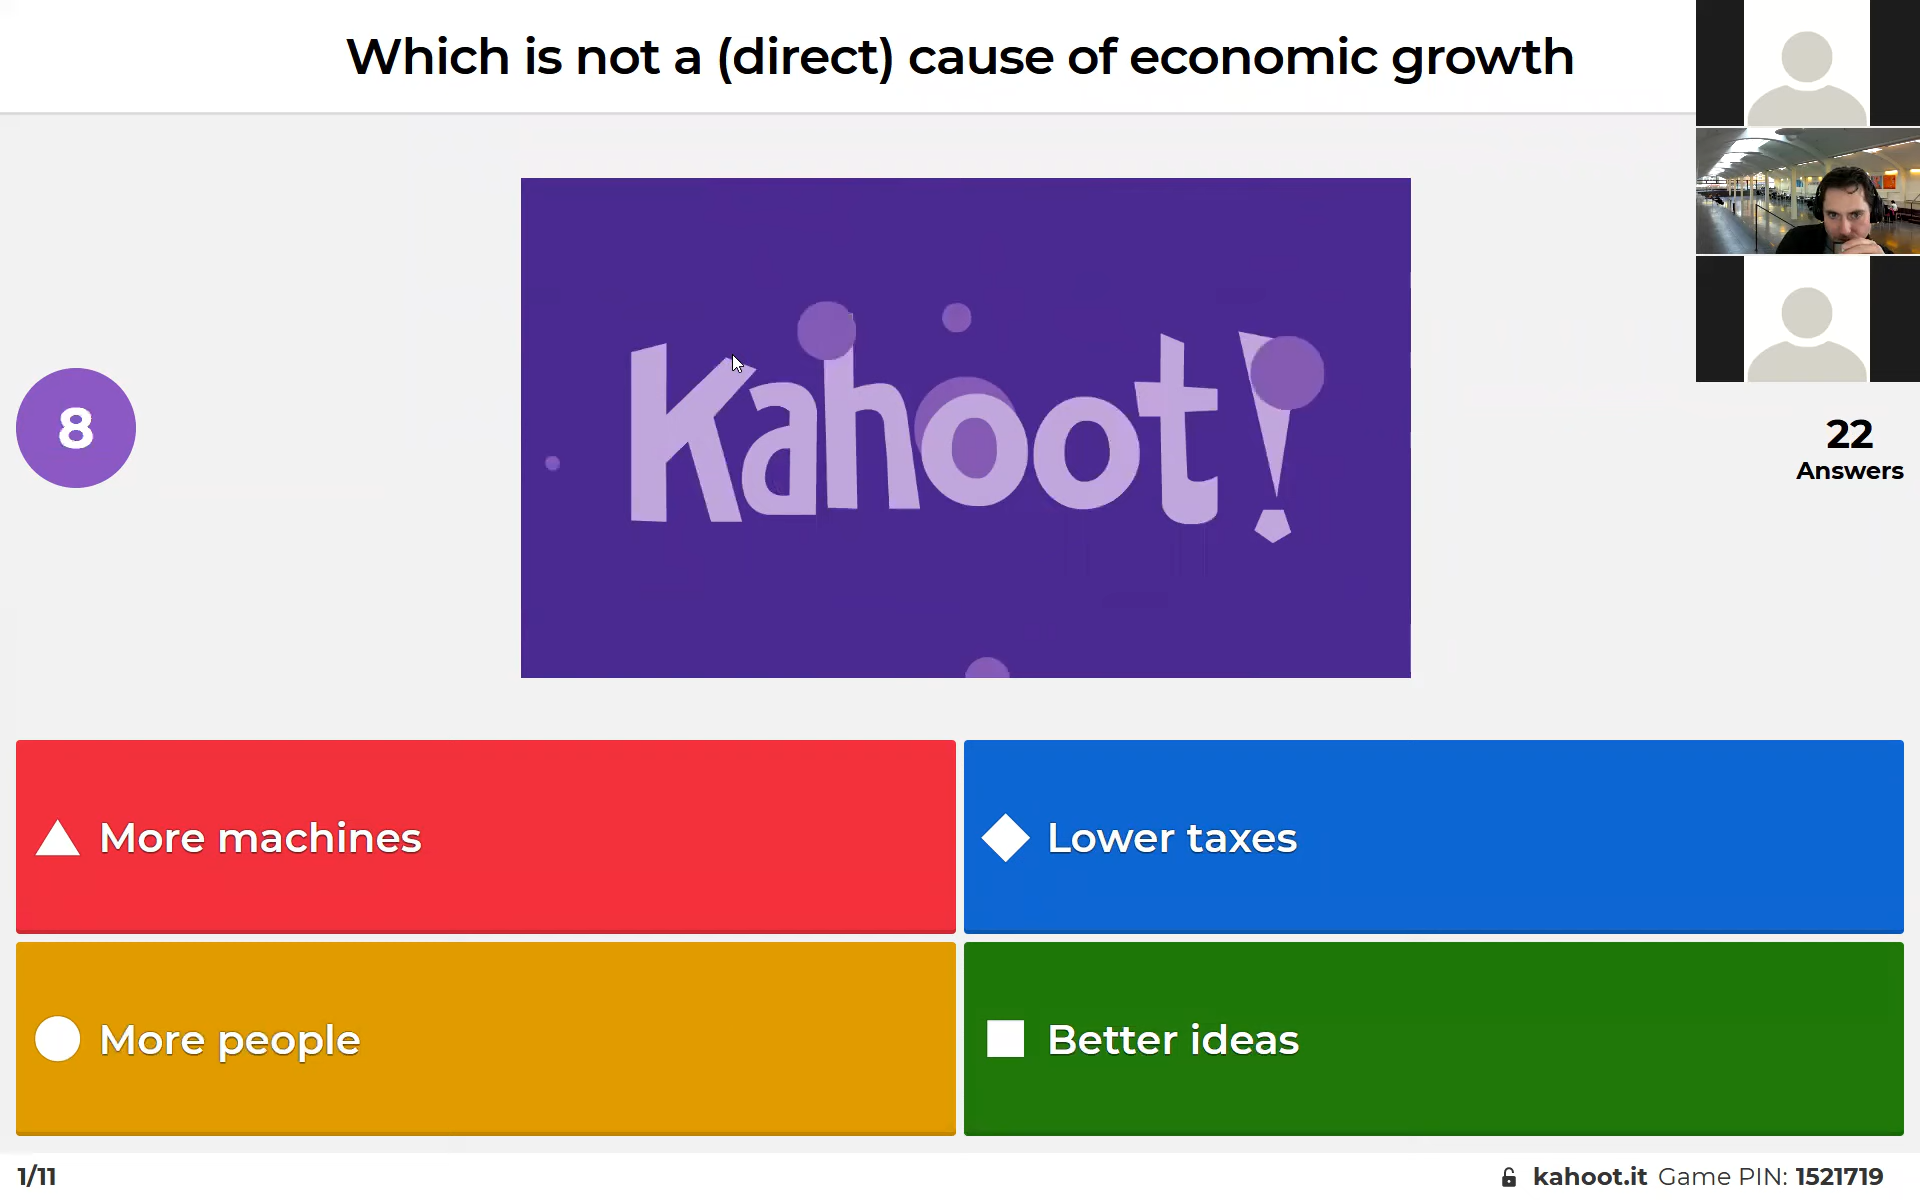 Which is not a (direct) cause of economic growth
Kahoot!
8
22
Answers
More machines
Lower taxes
More people
Better ideas
1/11
kahoot.it Game PIN: 1521719